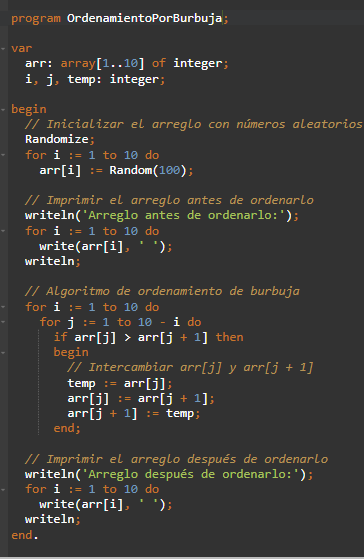 program OrdenamientoPorBurbuja;
var
arr: array[1..10] of integer;
i, j, temp: integer;
begin
// Inicializar el arreglo con números aleatorios
Randomize;
for i := 1 to 10 do
arr[i] := Random(100);
// Imprimir el arreglo antes de ordenarlo
writeln('Arreglo antes de ordenarlo:');
for i := 1 to 10 do
write(arr[i], ' ');
writeln;
// Algoritmo de ordenamiento de burbuja
for i := 1 to 10 do
for j := 1 to 10 - i do
if arr[j] > arr[j + 1] then
begin
// Intercambiar arr[j] y arr[j + 1]
temp := arr[j];
arr[j] := arr[j + 1];
arr[j + 1] := temp;
end;
// Imprimir el arreglo después de ordenarlo
writeln('Arreglo después de ordenarlo:');
for i := 1 to 10 do
write(arr[i], ' ');
writeln;
end.